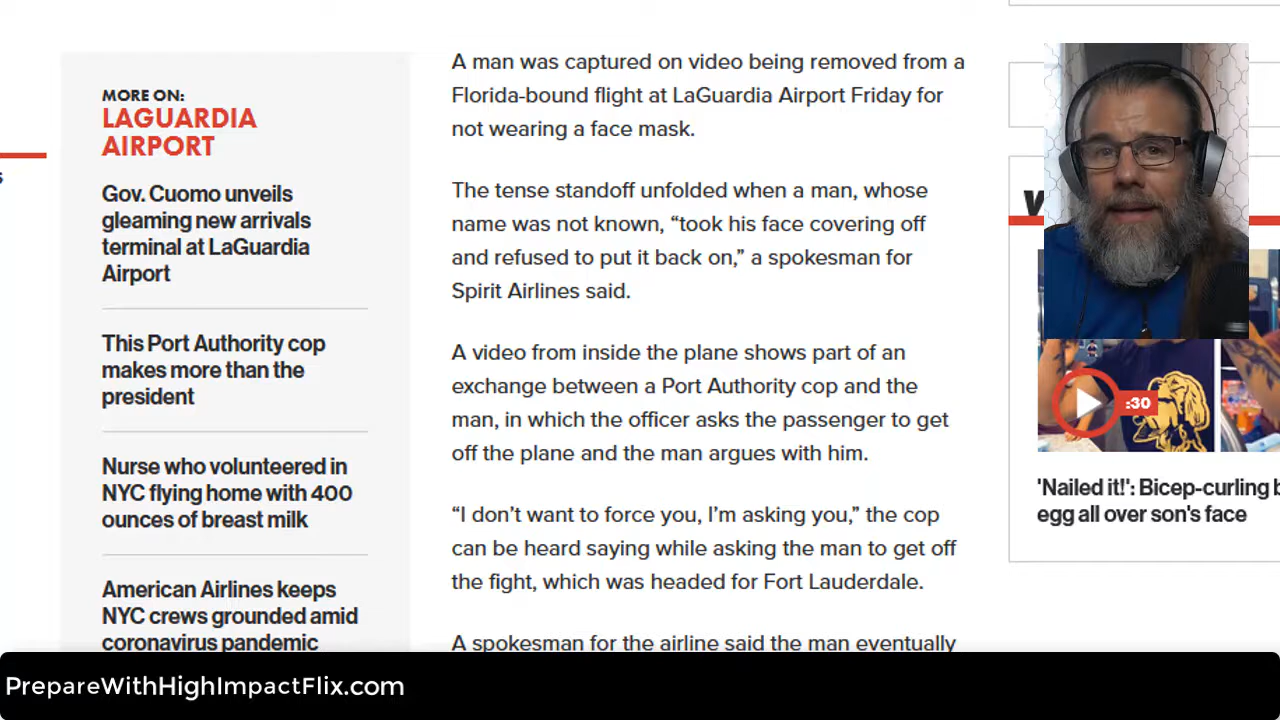 MORE ON:
LAGUARDIA
AIRPORT
Gov. Cuomo unveils
gleaming new arrivals
terminal at LaGuardia
Airport
This Port Authority cop
makes more than the
president
Nurse who volunteered in
NYC flying home with 400
ounces of breast milk
American Airlines keeps
NYC crews grounded amid
coronavirus pandemic
A man was captured on video being removed from a
Florida-bound flight at LaGuardia Airport Friday for
not wearing a face mask.
The tense standoff unfolded when a man, whose
name was not known, “took his face covering off
and refused to put it back on,” a spokesman for
Spirit Airlines said.
A video from inside the plane shows part of an
exchange between a Port Authority cop and the
man, in which the officer asks the passenger to get
off the plane and the man argues with him.
“I don’t want to force you, I’m asking you,” the cop
can be heard saying while asking the man to get off
the fight, which was headed for Fort Lauderdale.
A spokesman for the airline said the man eventually
:30
'Nailed it!': Bicep-curling
egg all over son's face
PrepareWithHighImpactFlix.com